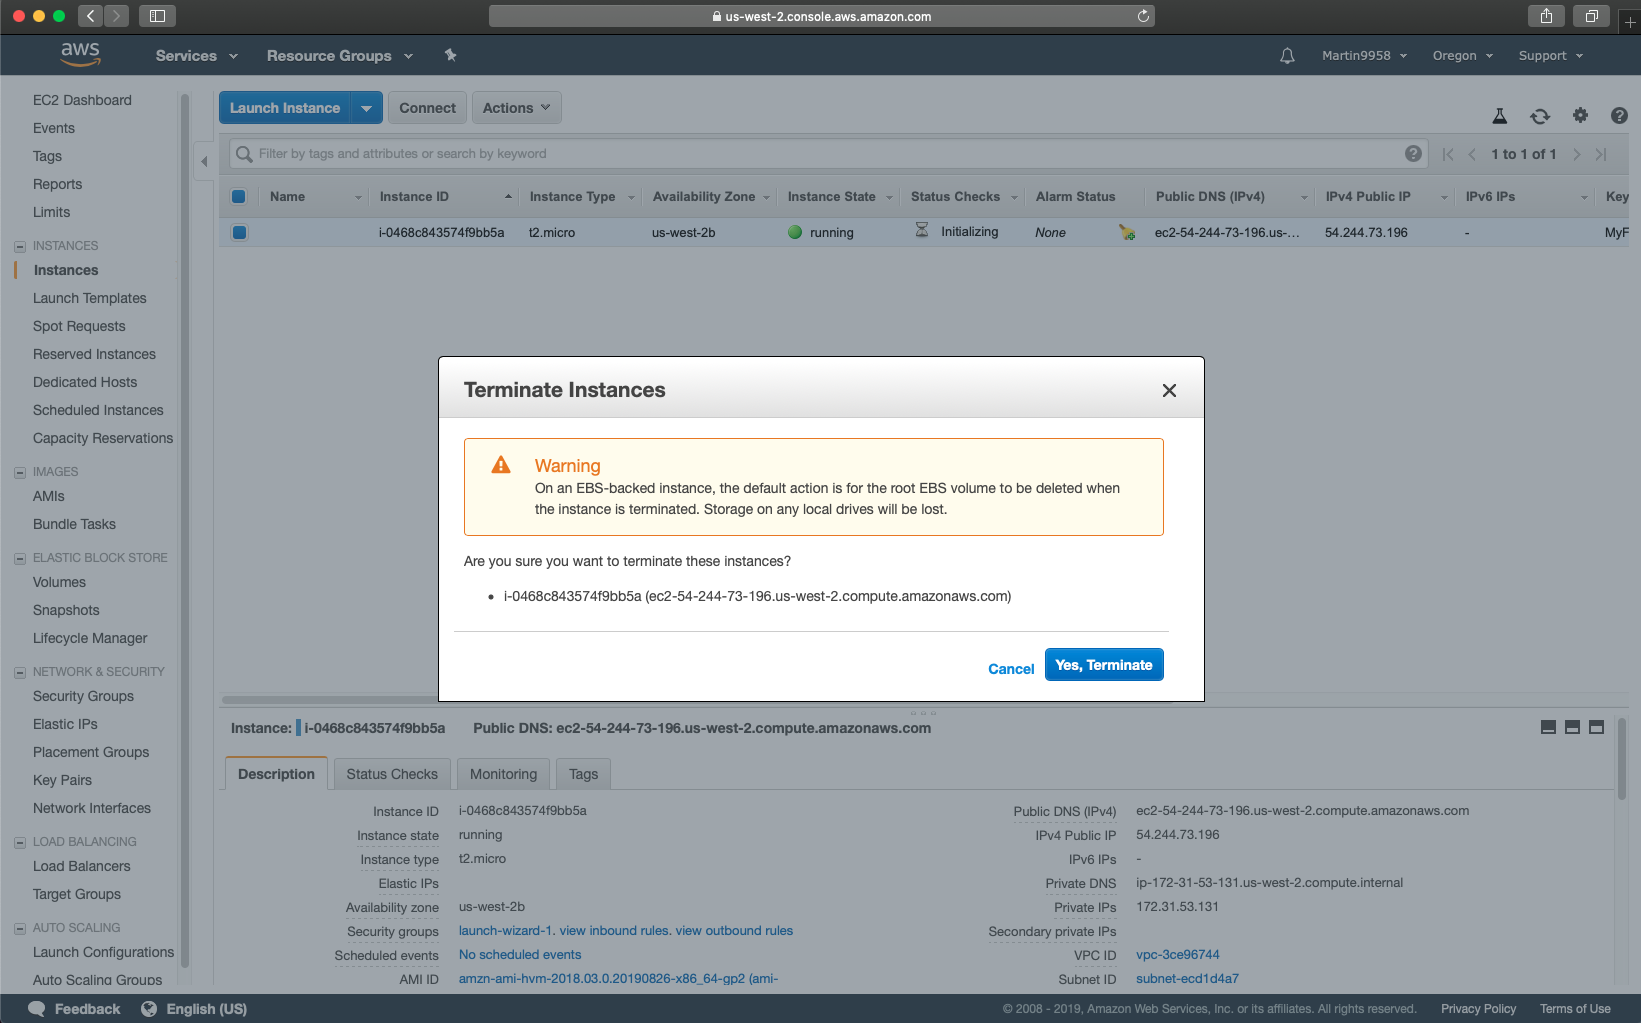 us-west-2.console.aws.amazon.com
aws
Services
Resource Groups
Martin9958
Oregon
Support
EC2 Dashboard
Events
Tags
Reports
Limits
INSTANCES
Instances
Launch Templates
Spot Requests
Reserved Instances
Dedicated Hosts
Scheduled Instances
Capacity Reservations
IMAGES
AMIs
Bundle Tasks
ELASTIC BLOCK STORE
Volumes
Snapshots
Lifecycle Manager
NETWORK & SECURITY
Security Groups
Elastic IPs
Placement Groups
Key Pairs
Network Interfaces
LOAD BALANCING
Load Balancers
Target Groups
AUTO SCALING
Launch Configurations
Auto Scaling Groups
Launch Instance
Connect
Actions
Filter by tags and attributes or search by keyword
1 to 1 of 1
Name Instance ID Instance Type Availability Zone Instance State Status Checks Alarm Status Public DNS (IPv4) IPv4 Public IP IPv6 IPs Key
i-0468c843574f9bb5a t2.micro us-west-2b running Initializing None ec2-54-244-73-196.us-... 54.244.73.196 - MyF
Terminate Instances
Warning
On an EBS-backed instance, the default action is for the root EBS volume to be deleted when
the instance is terminated. Storage on any local drives will be lost.
Are you sure you want to terminate these instances?
• i-0468c843574f9bb5a (ec2-54-244-73-196.us-west-2.compute.amazonaws.com)
Cancel
Yes, Terminate
Instance: i-0468c843574f9bb5a Public DNS: ec2-54-244-73-196.us-west-2.compute.amazonaws.com
Description
Status Checks
Monitoring
Tags
Instance ID i-0468c843574f9bb5a
Instance state running
Instance type t2.micro
Elastic IPs
Availability zone us-west-2b
Security groups launch-wizard-1. view inbound rules. view outbound rules
Scheduled events No scheduled events
AMI ID amzn-ami-hvm-2018.03.0.20190826-x86_64-gp2 (ami-
Public DNS (IPv4) ec2-54-244-73-196.us-west-2.compute.amazonaws.com
IPv4 Public IP 54.244.73.196
IPv6 IPs -
Private DNS ip-172-31-53-131.us-west-2.compute.internal
Private IPs 172.31.53.131
Secondary private IPs
VPC ID vpc-3ce96744
Subnet ID subnet-ecd1d4a7
Feedback
English (US)
© 2008 - 2019, Amazon Web Services, Inc. or its affiliates. All rights reserved.
Privacy Policy
Terms of Use